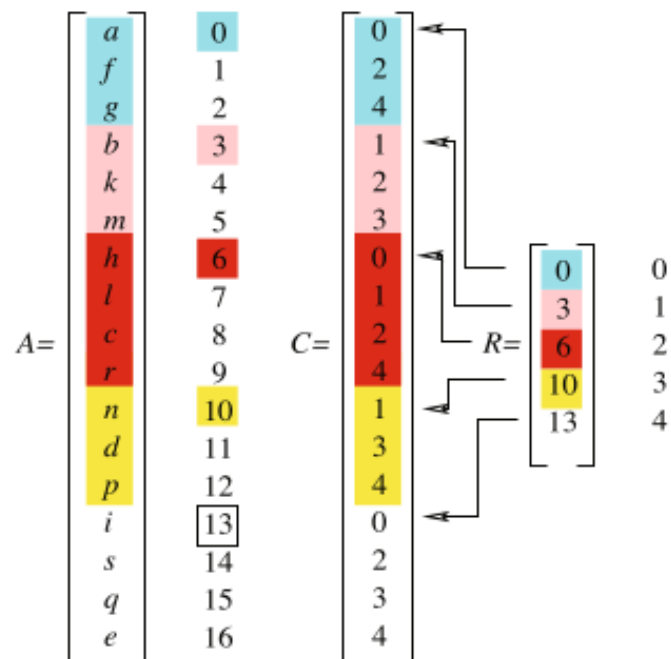 a 0 0
f 1 2
g 2 4
b 3 1
k 4 2
m 5 3
h 6 0 0 0
l 7 1 3 1
A= c 8 C= 2 R= 6 2
r 9 4 10 3
n 10 1 13 4
d 11 3
p 12 4
i 13 0
s 14 2
q 15 3
e 16 4